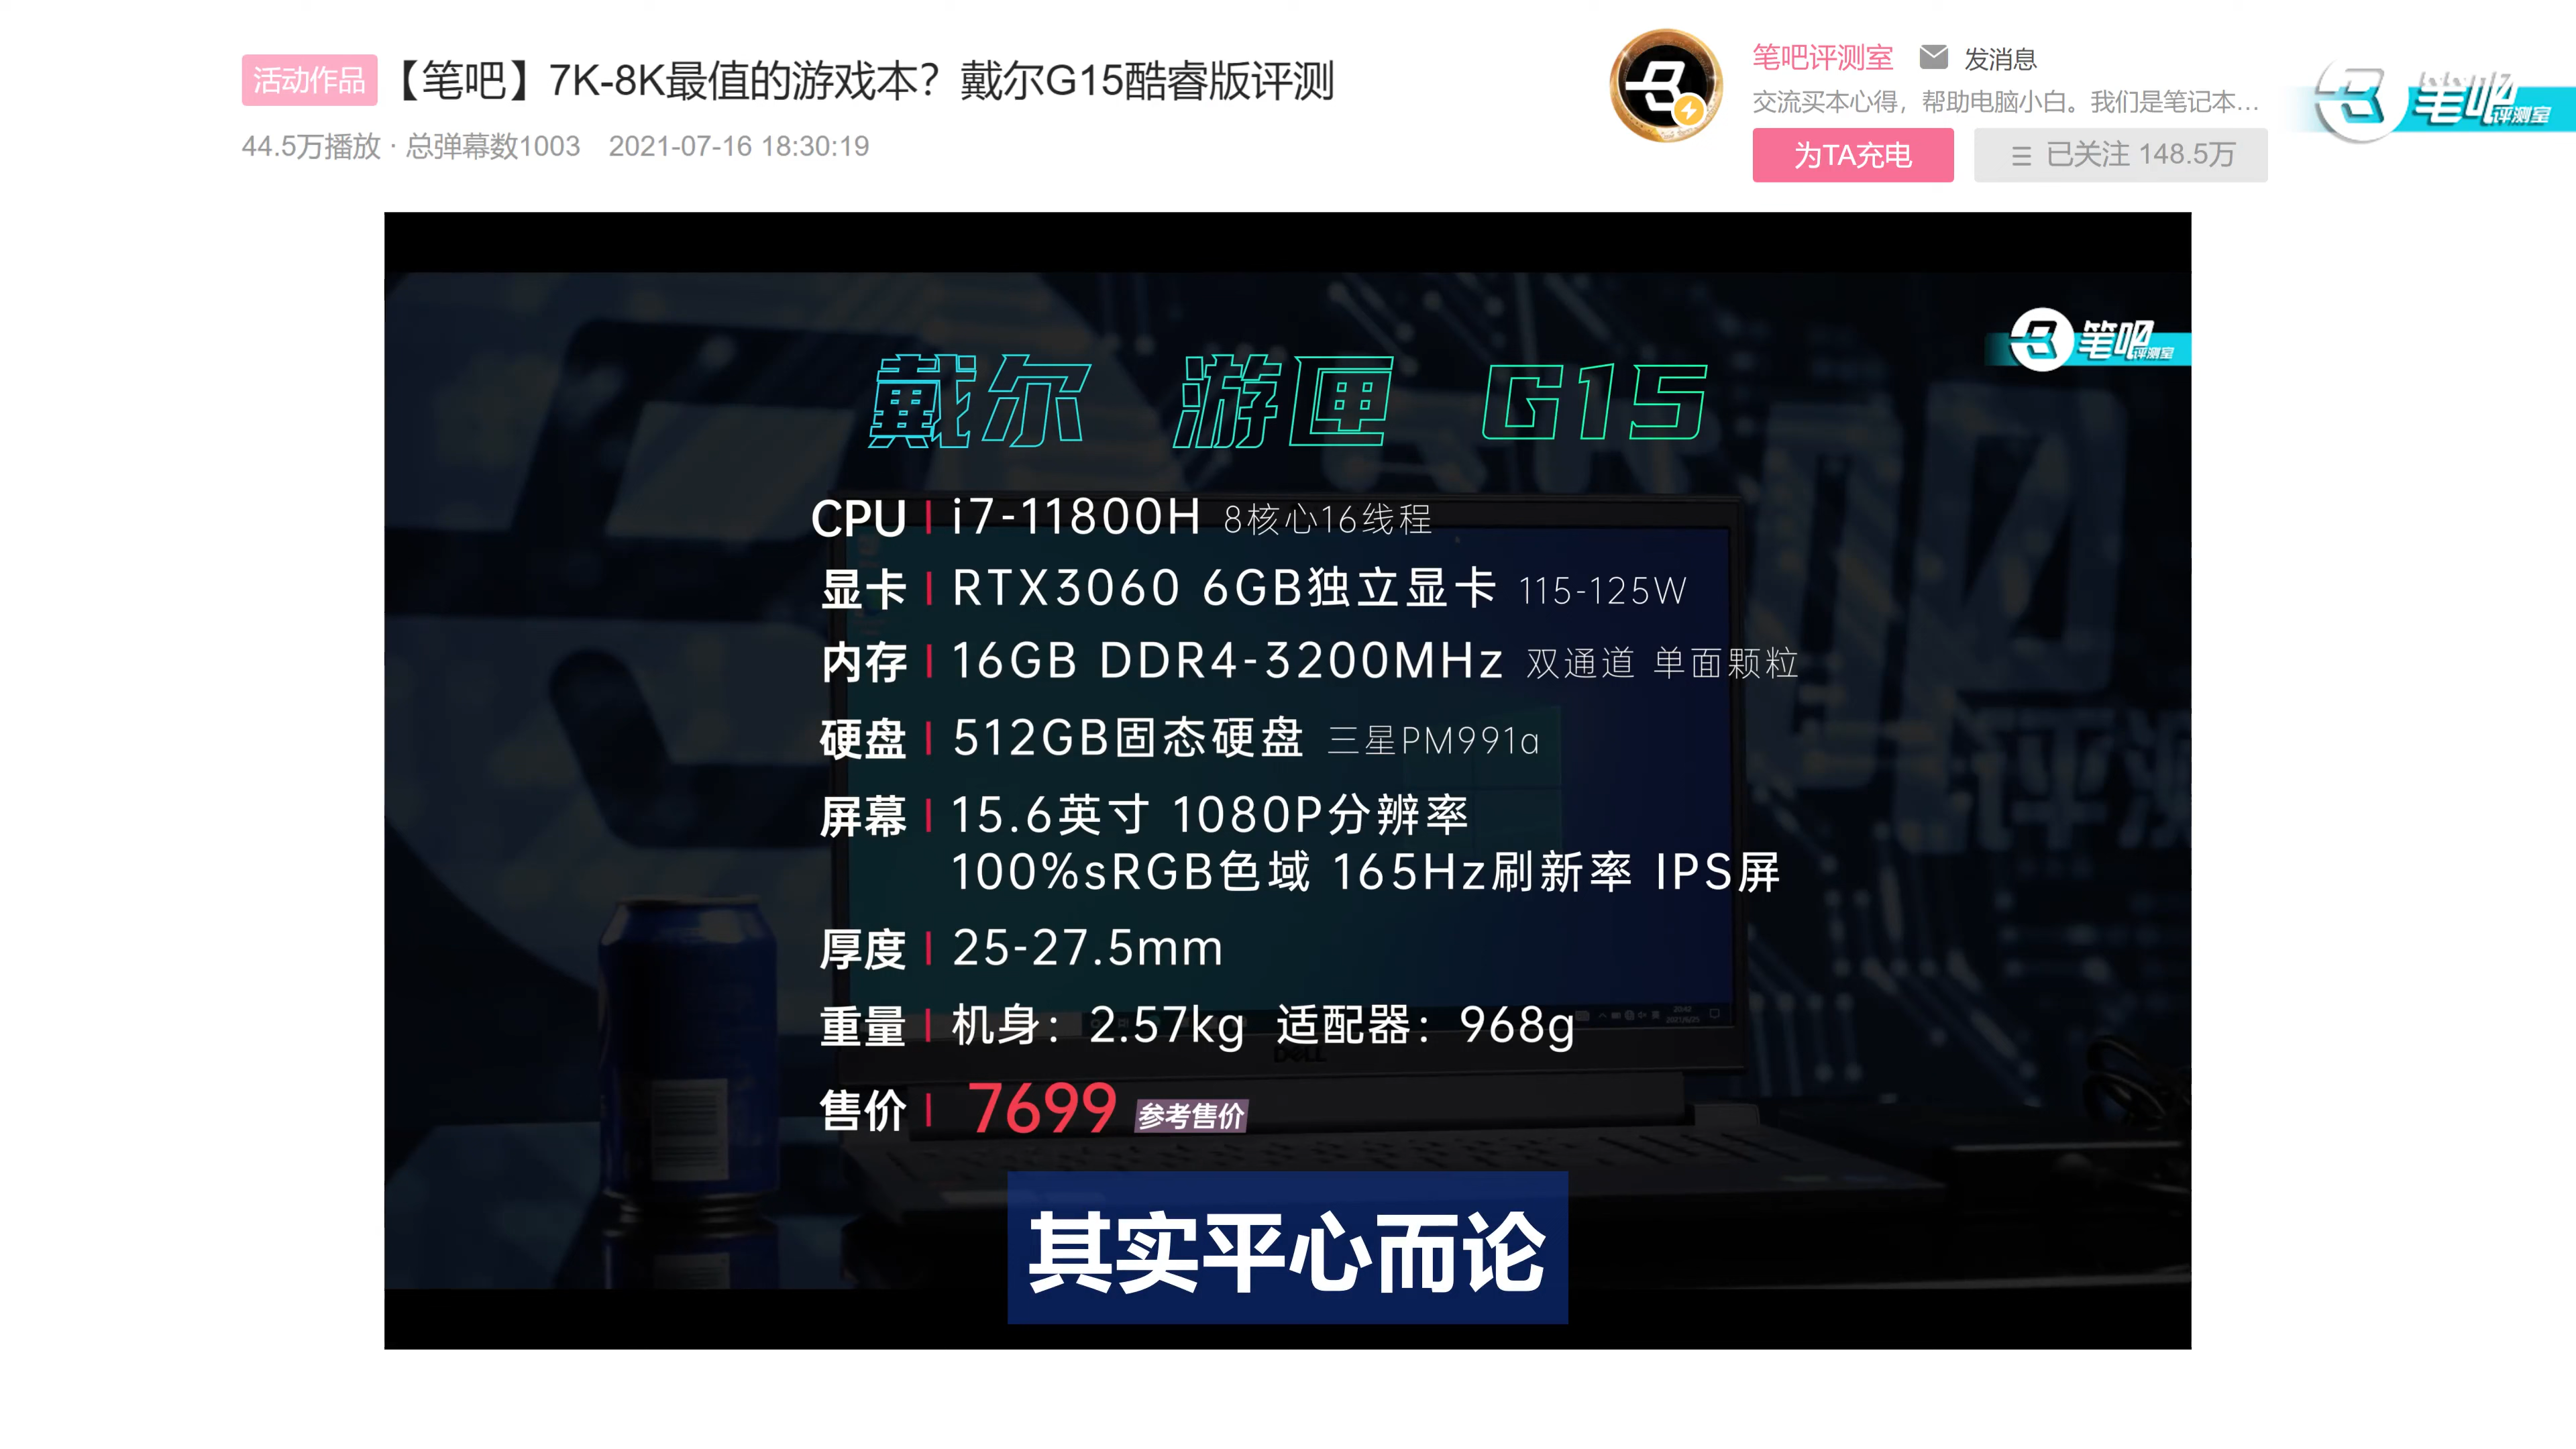 活动作品 【笔吧】7K-8K最值的游戏本？戴尔G15酷睿版评测
44.5万播放 · 总弹幕数1003 2021-07-16 18:30:19
笔吧评测室 发消息
交流买本心得，帮助电脑小白。我们是笔记本...
为TA充电 已关注 148.5万
笔吧评测室
笔吧评测室
戴尔 游匣 G15
CPU i7-11800H 8核心16线程
显卡 RTX3060 6GB独立显卡 115-125W
内存 16GB DDR4-3200MHz 双通道 单面颗粒
硬盘 512GB固态硬盘 三星PM991a
屏幕 15.6英寸 1080P分辨率
100%sRGB色域 165Hz刷新率 IPS屏
厚度 25-27.5mm
重量 机身：2.57kg 适配器：968g
DELL
售价 7699 参考售价
其实平心而论